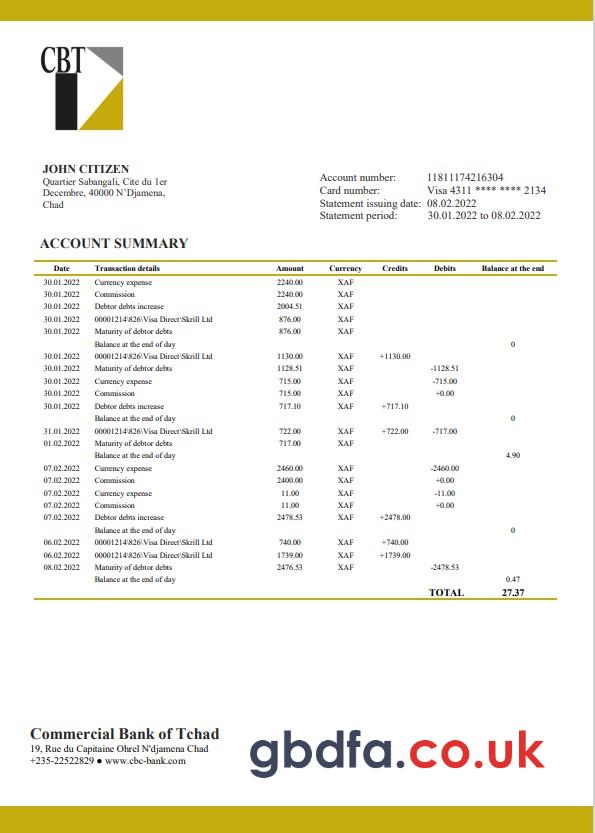 CBT
JOHN CITIZEN
Quartier Sabangali, Cite du 1er
Decembre, 40000 N'Djamena,
Chad
Account number: 11811174216304
Card number: Visa 4311 **** **** 2134
Statement issuing date: 08.02.2022
Statement period: 30.01.2022 to 08.02.2022
ACCOUNT SUMMARY
Date Transaction details Amount Currency Credits Debits Balance at the end
30.01.2022 Currency expense 2240.00 XAF
30.01.2022 Commission 2240.00 XAF
30.01.2022 Debtor debts increase 2004.51 XAF
30.01.2022 00001214\826\Visa Direct\Skrill Ltd 876.00 XAF
30.01.2022 Maturity of debtor debts 876.00 XAF
Balance at the end of day 0
30.01.2022 00001214\826\Visa Direct\Skrill Ltd 1130.00 XAF +1130.00
30.01.2022 Maturity of debtor debts 1128.51 XAF -1128.51
30.01.2022 Currency expense 715.00 XAF -715.00
30.01.2022 Commission 715.00 XAF +0.00
30.01.2022 Debtor debts increase 717.10 XAF +717.10
Balance at the end of day 0
31.01.2022 00001214\826\Visa Direct\Skrill Ltd 722.00 XAF +722.00 -717.00
01.02.2022 Maturity of debtor debts 717.00 XAF
Balance at the end of day 4.90
07.02.2022 Currency expense 2460.00 XAF -2460.00
07.02.2022 Commission 2400.00 XAF +0.00
07.02.2022 Currency expense 11.00 XAF -11.00
07.02.2022 Commission 11.00 XAF +0.00
07.02.2022 Debtor debts increase 2478.53 XAF +2478.00
Balance at the end of day 0
06.02.2022 00001214\826\Visa Direct\Skrill Ltd 740.00 XAF +740.00
06.02.2022 00001214\826\Visa Direct\Skrill Ltd 1739.00 XAF +1739.00
08.02.2022 Maturity of debtor debts 2476.53 XAF -2478.53
Balance at the end of day 0.47
TOTAL 27.37
Commercial Bank of Tchad
19, Rue du Capitaine Ohrel N'djamena Chad
+235-22522829 ● www.cbc-bank.com
gbdfa.co.uk